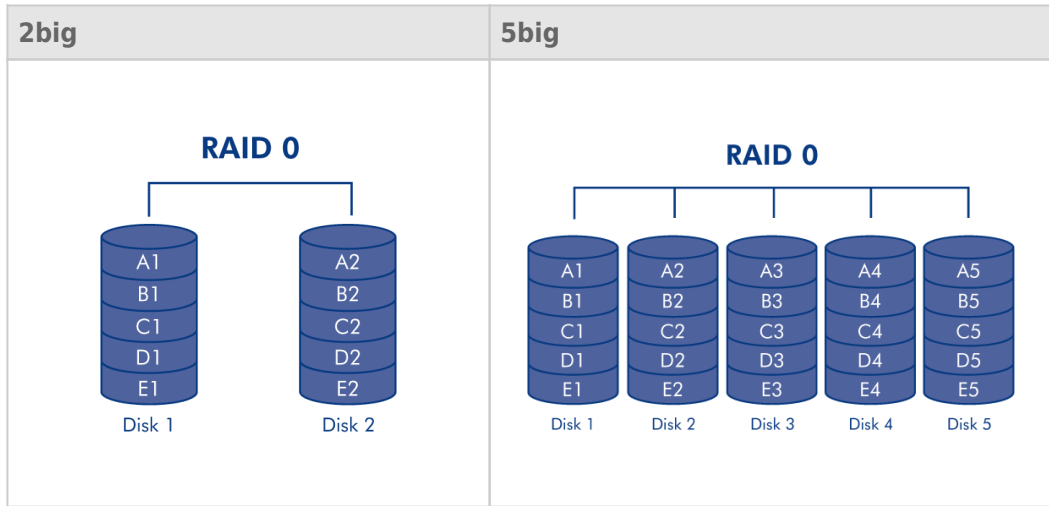 2big
5big
RAID 0
A1 A2
B1 B2
C1 C2
D1 D2
E1 E2
Disk 1 Disk 2
RAID 0
A1 A2 A3 A4 A5
B1 B2 B3 B4 B5
C1 C2 C3 C4 C5
D1 D2 D3 D4 D5
E1 E2 E3 E4 E5
Disk 1 Disk 2 Disk 3 Disk 4 Disk 5